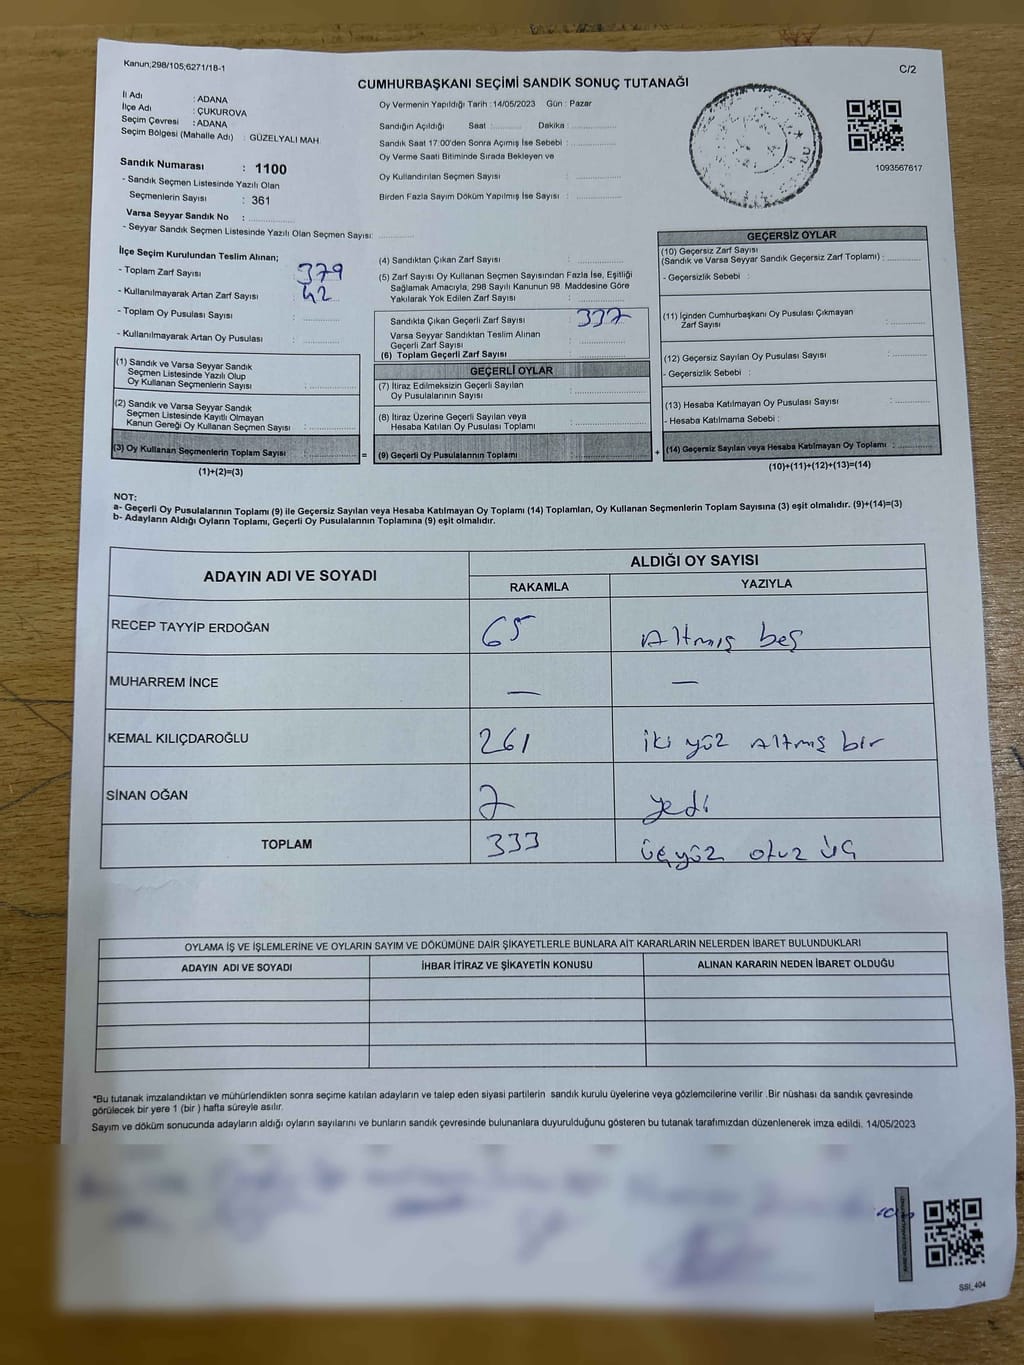 Kanun;298/105;6271/18-1
C/2
CUMHURBAŞKANI SEÇİMİ SANDIK SONUÇ TUTANAĞI
İl Adı : ADANA
İlçe Adı : ÇUKUROVA
Seçim Çevresi : ADANA
Seçim Bölgesi (Mahalle Adı) : GÜZELYALI MAH
Sandık Numarası : 1100
- Sandık Seçmen Listesinde Yazılı Olan
Seçmenlerin Sayısı : 361
Varsa Seyyar Sandık No :
- Seyyar Sandık Seçmen Listesinde Yazılı Olan Seçmen Sayısı:
Oy Vermenin Yapıldığı Tarih : 14/05/2023 Gün : Pazar
Sandığın Açıldığı Saat : Dakika :
Sandık Saat 17:00'den Sonra Açımış İse Sebebi :
Oy Verme Saati Bitiminde Sırada Bekleyen ve
Oy Kullandırılan Seçmen Sayısı :
Birden Fazla Sayım Döküm Yapılmış İse Sayısı :
1093567617
İlçe Seçim Kurulundan Teslim Alınan;
- Toplam Zarf Sayısı : 379
- Kullanılmayarak Artan Zarf Sayısı : 42
- Toplam Oy Pusulası Sayısı :
- Kullanılmayarak Artan Oy Pusulası :
(1) Sandık ve Varsa Seyyar Sandık
Seçmen Listesinde Yazılı Olup
Oy Kullanan Seçmenlerin Sayısı :
(2) Sandık ve Varsa Seyyar Sandık
Seçmen Listesinde Kayıtlı Olmayan
Kanun Gereği Oy Kullanan Seçmen Sayısı :
(3) Oy Kullanan Seçmenlerin Toplam Sayısı :
(1)+(2)=(3)
=
(4) Sandıktan Çıkan Zarf Sayısı :
(5) Zarf Sayısı Oy Kullanan Seçmen Sayısından Fazla İse, Eşitliği
Sağlamak Amacıyla, 298 Sayılı Kanunun 98. Maddesine Göre
Yakılarak Yok Edilen Zarf Sayısı :
Sandıkta Çıkan Geçerli Zarf Sayısı : 337
Varsa Seyyar Sandıktan Teslim Alınan
Geçerli Zarf Sayısı :
(6) Toplam Geçerli Zarf Sayısı :
GEÇERLİ OYLAR
(7) İtiraz Edilmeksizin Geçerli Sayılan
Oy Pusulalarının Sayısı :
(8) İtiraz Üzerine Geçerli Sayılan veya
Hesaba Katılan Oy Pusulası Toplamı :
(9) Geçerli Oy Pusulalarının Toplamı :
+
GEÇERSİZ OYLAR
(10) Geçersiz Zarf Sayısı
(Sandık ve Varsa Seyyar Sandık Geçersiz Zarf Toplamı) :
- Geçersizlik Sebebi :
(11) İçinden Cumhurbaşkanı Oy Pusulası Çıkmayan
Zarf Sayısı :
(12) Geçersiz Sayılan Oy Pusulası Sayısı :
- Geçersizlik Sebebi :
(13) Hesaba Katılmayan Oy Pusulası Sayısı :
- Hesaba Katılmama Sebebi :
(14) Geçersiz Sayılan veya Hesaba Katılmayan Oy Toplamı :
(10)+(11)+(12)+(13)=(14)
NOT:
a- Geçerli Oy Pusulalarının Toplamı (9) ile Geçersiz Sayılan veya Hesaba Katılmayan Oy Toplamı (14) Toplamları, Oy Kullanan Seçmenlerin Toplam Sayısına (3) eşit olmalıdır. (9)+(14)=(3)
b- Adayların Aldığı Oyların Toplamı, Geçerli Oy Pusulalarının Toplamına (9) eşit olmalıdır.
ADAYIN ADI VE SOYADI
ALDIĞI OY SAYISI
RAKAMLA YAZIYLA
RECEP TAYYİP ERDOĞAN 65 Altmış beş
MUHARREM İNCE — —
KEMAL KILIÇDAROĞLU 261 iki yüz Altmış bir
SİNAN OĞAN 7 yedi
TOPLAM 333 üçyüz otuz üç
OYLAMA İŞ VE İŞLEMLERİNE VE OYLARIN SAYIM VE DÖKÜMÜNE DAİR ŞİKAYETLERLE BUNLARA AİT KARARLARIN NELERDEN İBARET BULUNDUKLARI
ADAYIN ADI VE SOYADI İHBAR İTİRAZ VE ŞİKAYETİN KONUSU ALINAN KARARIN NEDEN İBARET OLDUĞU
*Bu tutanak imzalandıktan ve mühürlendikten sonra seçime katılan adayların ve talep eden siyasi partilerin sandık kurulu üyelerine veya gözlemcilerine verilir .Bir nüshası da sandık çevresinde
görülecek bir yere 1 (bir ) hafta süreyle asılır.
Sayım ve döküm sonucunda adayların aldığı oyların sayılarını ve bunların sandık çevresinde bulunanlara duyurulduğunu gösteren bu tutanak tarafımızdan düzenlenerek imza edildi. 14/05/2023
SSI_404